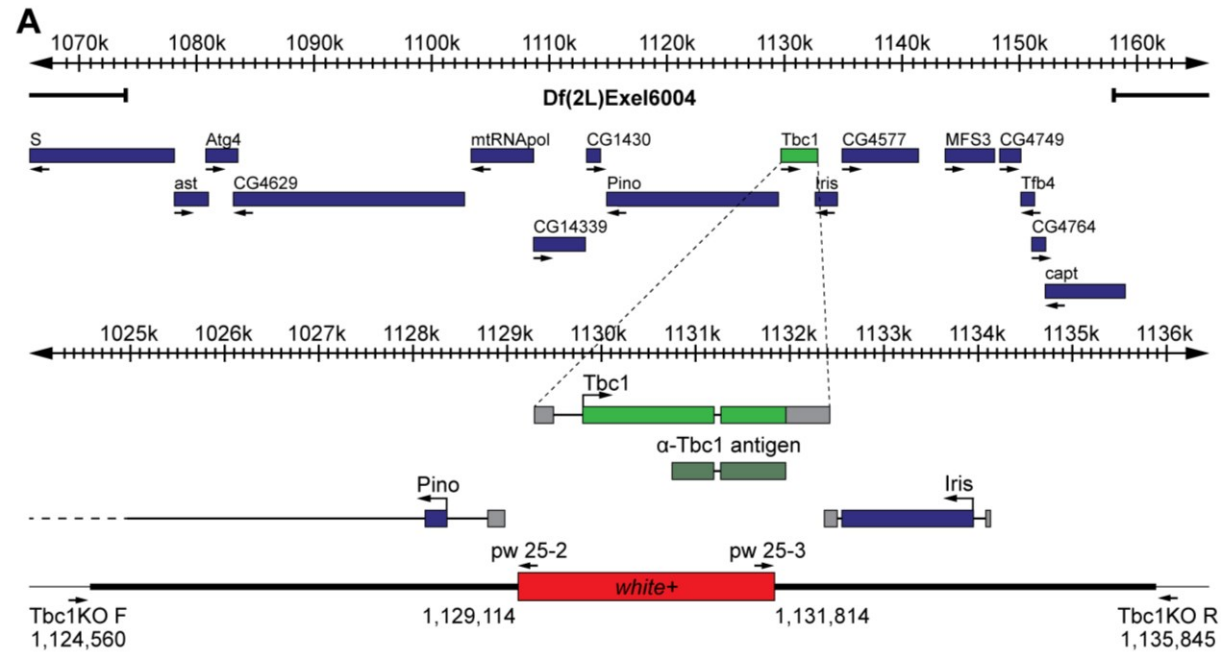 A
1070k 1080k 1090k 1100k 1110k 1120k 1130k 1140k 1150k 1160k
Df(2L)Exel6004
S Atg4 mtRNApol CG1430 Tbc1 CG4577 MFS3 CG4749
ast CG4629 Pino Iris Tfb4
CG14339 CG4764
capt
1025k 1026k 1027k 1128k 1129k 1130k 1131k 1132k 1133k 1134k 1135k 1136k
Tbc1
α-Tbc1 antigen
Pino Iris
pw 25-2 pw 25-3
white+
Tbc1KO F 1,129,114 1,131,814 Tbc1KO R
1,124,560 1,135,845